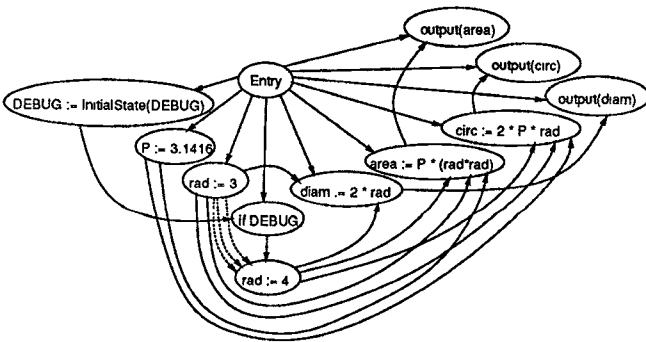 output(area)
output(circ)
Entry
DEBUG := InitialState(DEBUG)
output(diam)
circ := 2 * P * rad
P := 3.1416
area := P * (rad*rad)
rad := 3
diam := 2 * rad
if DEBUG
rad := 4